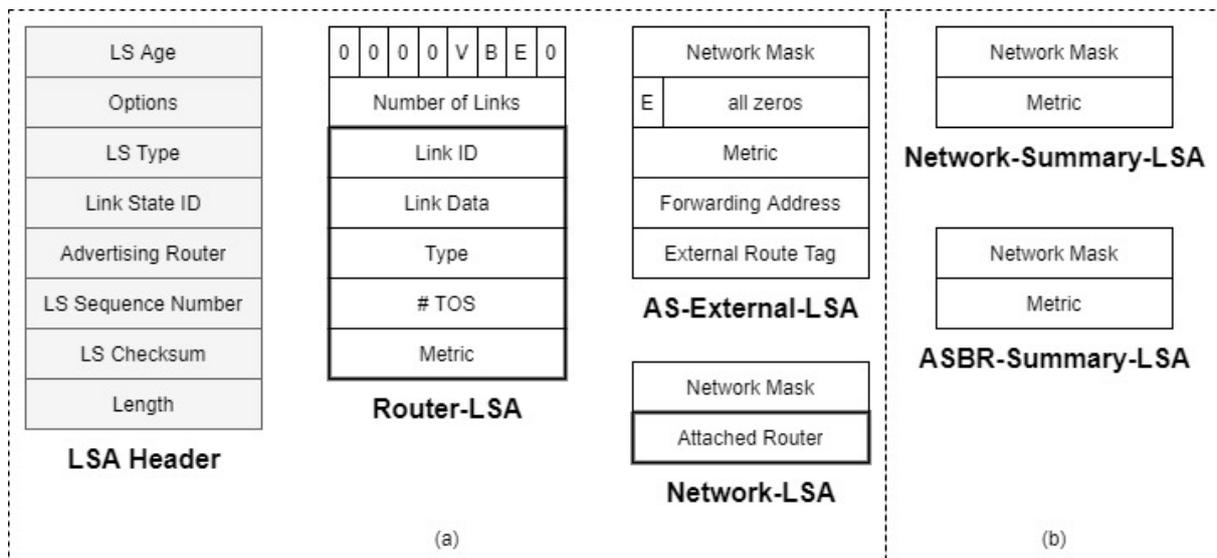 LS Age
Options
LS Type
Link State ID
Advertising Router
LS Sequence Number
LS Checksum
Length
LSA Header
0 0 0 0 V B E 0
Number of Links
Link ID
Link Data
Type
# TOS
Metric
Router-LSA
Network Mask
E all zeros
Metric
Forwarding Address
External Route Tag
AS-External-LSA
Network Mask
Attached Router
Network-LSA
(a)
Network Mask
Metric
Network-Summary-LSA
Network Mask
Metric
ASBR-Summary-LSA
(b)